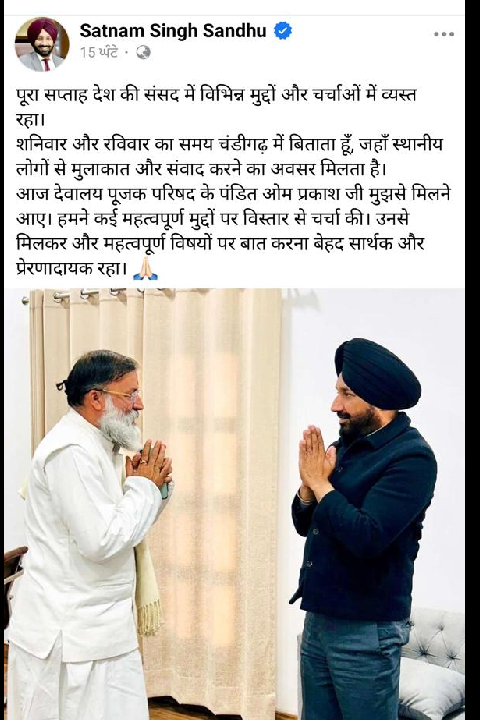 Satnam Singh Sandhu
15 ਘੰਟੇ ·
पूरा सप्ताह देश की संसद में विभिन्न मुद्दों और चर्चाओं में व्यस्त
रहा।
शनिवार और रविवार का समय चंडीगढ़ में बिताता हूँ, जहाँ स्थानीय
लोगों से मुलाकात और संवाद करने का अवसर मिलता है।
आज देवालय पूजक परिषद के पंडित ओम प्रकाश जी मुझसे मिलने
आए। हमने कई महत्वपूर्ण मुद्दों पर विस्तार से चर्चा की। उनसे
मिलकर और महत्वपूर्ण विषयों पर बात करना बेहद सार्थक और
प्रेरणादायक रहा। 🙏🏻